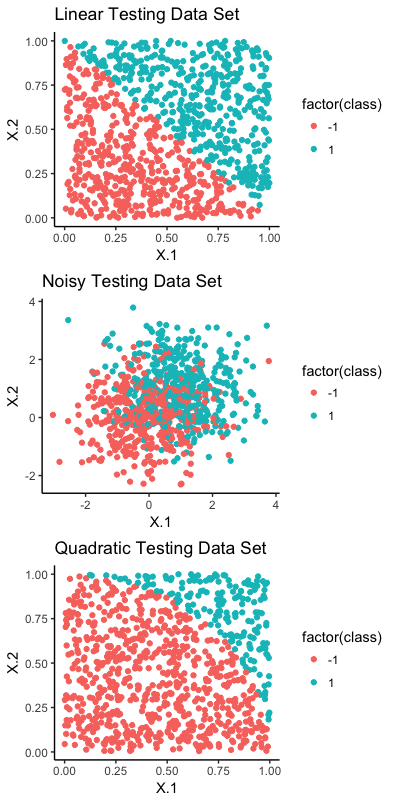 Linear Testing Data Set
1.00
0.75
0.50
0.25
0.00
X.2
0.00 0.25 0.50 0.75 1.00
X.1
factor(class)
-1
1
Noisy Testing Data Set
4
2
0
-2
X.2
-2 0 2 4
X.1
factor(class)
-1
1
Quadratic Testing Data Set
1.00
0.75
0.50
0.25
0.00
X.2
0.00 0.25 0.50 0.75 1.00
X.1
factor(class)
-1
1